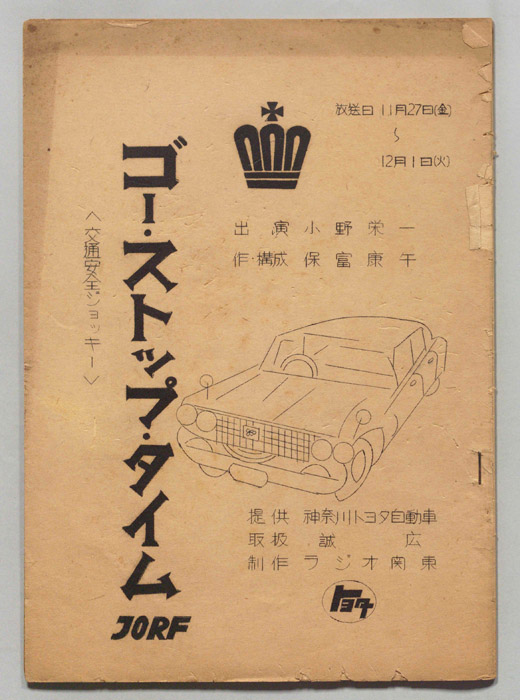 放送日 11月27日(金)
〜
12月1日(火)
ゴー・ストップ・タイム
<交通安全ジョッキー>
出演 小野栄一
作・構成 保富康午
提供 神奈川トヨタ自動車
取扱 誠広
制作 ラジオ関東
トヨタ
JORF